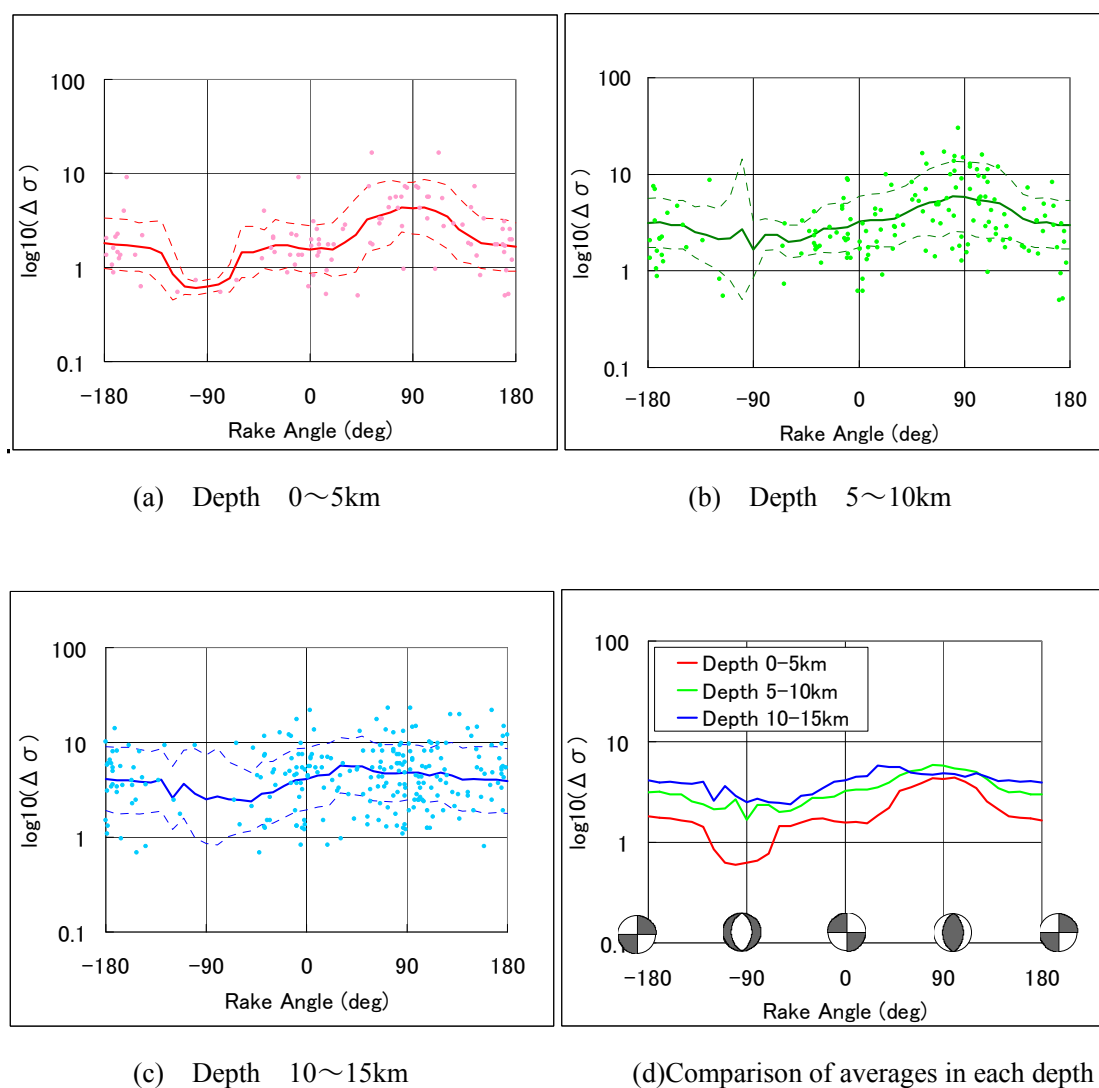 100
10
1
0.1
log10(Δσ)
-180 -90 0 90 180
Rake Angle (deg)
(a) Depth 0～5km
100
10
1
0.1
log10(Δσ)
-180 -90 0 90 180
Rake Angle (deg)
(b) Depth 5～10km
100
10
1
0.1
log10(Δσ)
-180 -90 0 90 180
Rake Angle (deg)
(c) Depth 10～15km
100
10
1
0.1
log10(Δσ)
Depth 0-5km
Depth 5-10km
Depth 10-15km
-180 -90 0 90 180
Rake Angle (deg)
(d)Comparison of averages in each depth